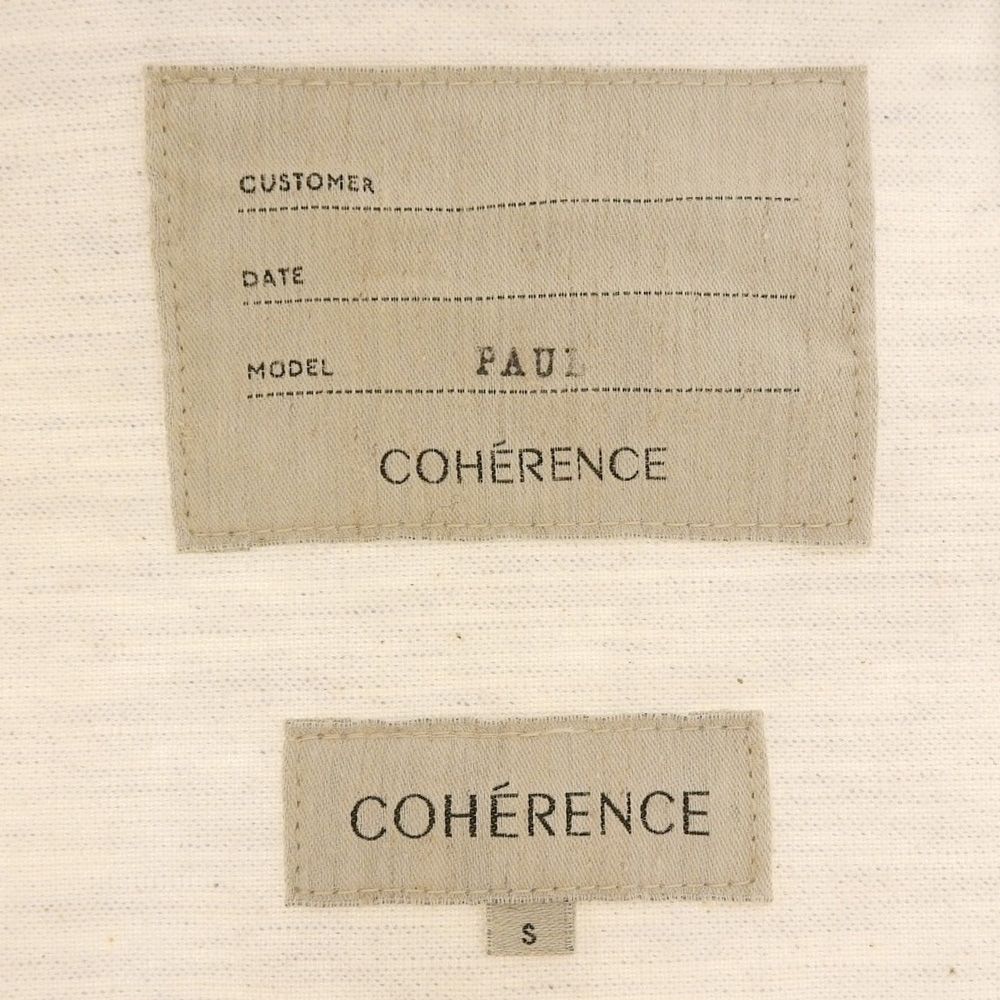 CUSTOMER
DATE
MODEL PAUL
COHÉRENCE
COHÉRENCE
S